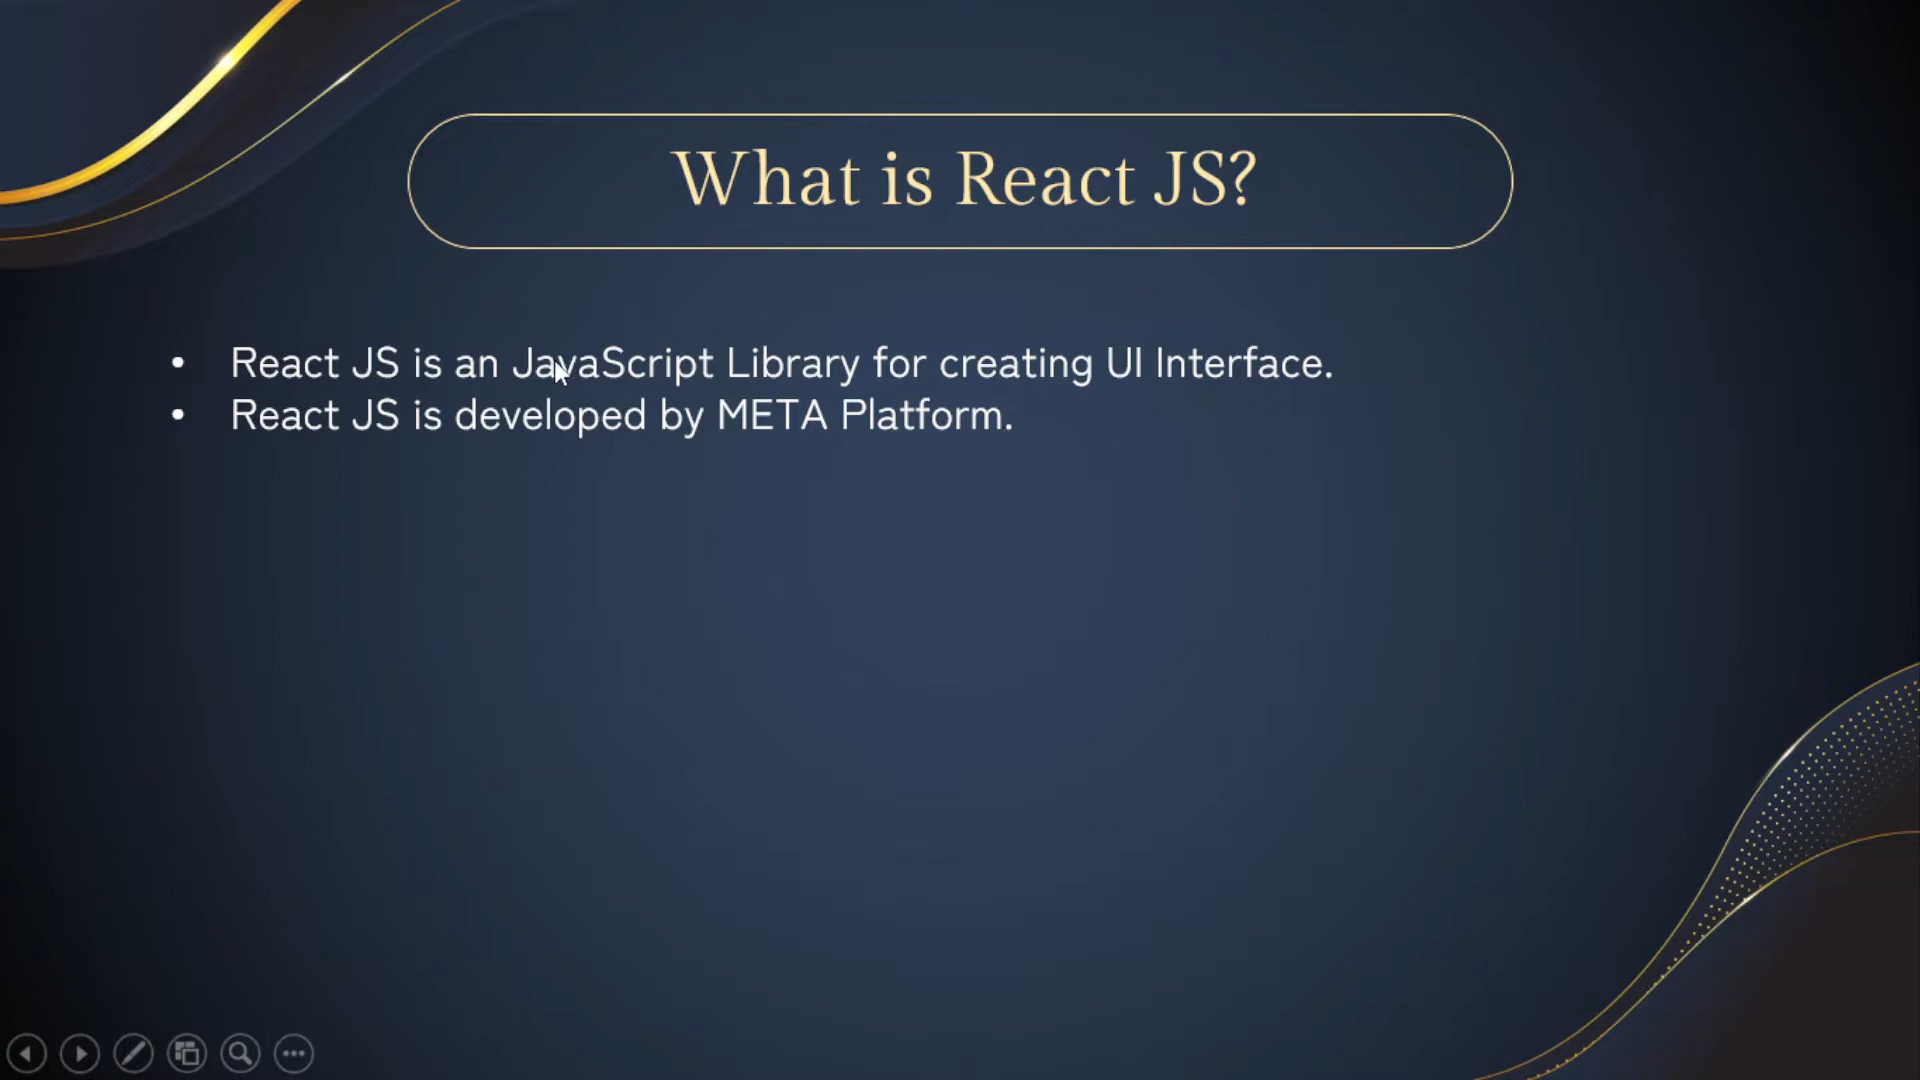 What is React JS?
• React JS is an JavaScript Library for creating UI Interface.
• React JS is developed by META Platform.